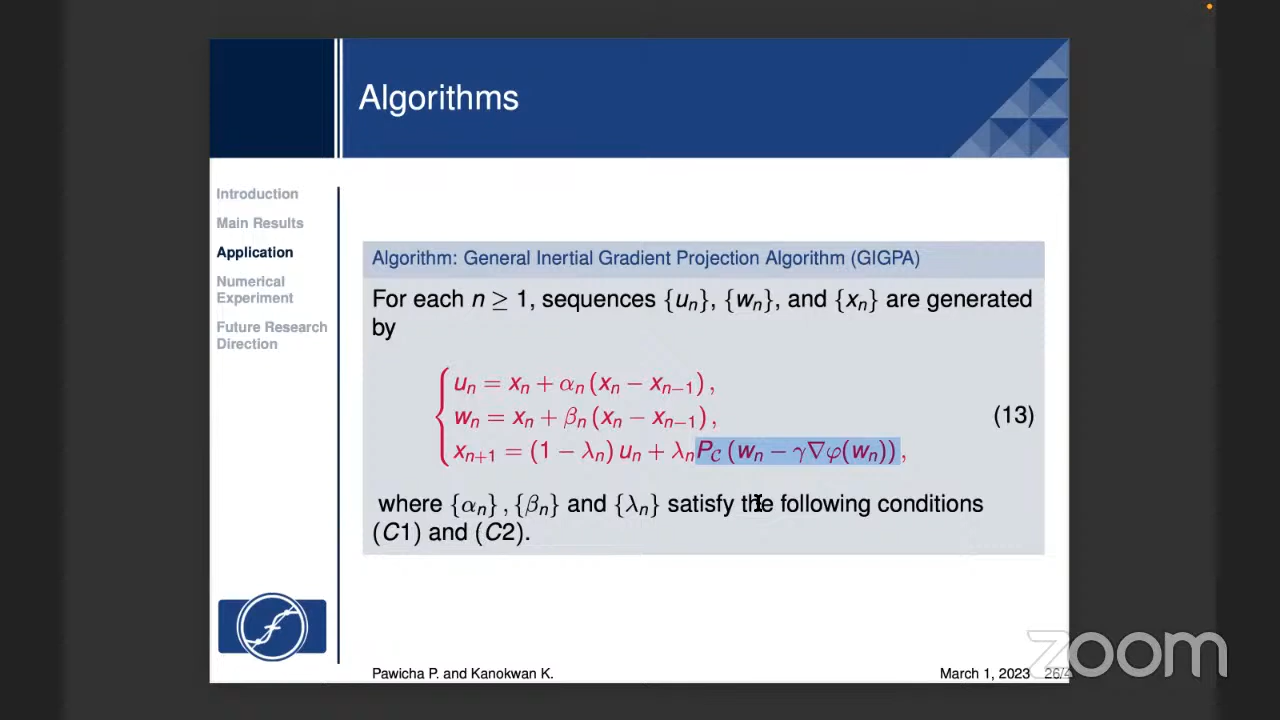 Algorithms
Introduction
Main Results
Application
Numerical
Experiment
Future Research
Direction
Algorithm: General Inertial Gradient Projection Algorithm (GIGPA)
For each n ≥ 1, sequences {uₙ}, {wₙ}, and {xₙ} are generated
by
uₙ = xₙ + αₙ (xₙ − xₙ₋₁) ,
wₙ = xₙ + βₙ (xₙ − xₙ₋₁) ,
(13)
xₙ₊₁ = (1 − λₙ) uₙ + λₙP_C (wₙ − γ∇φ(wₙ)) ,
where {αₙ} , {βₙ} and {λₙ} satisfy the following conditions
(C1) and (C2).
Pawicha P. and Kanokwan K.
March 1, 2023 26/4
zoom